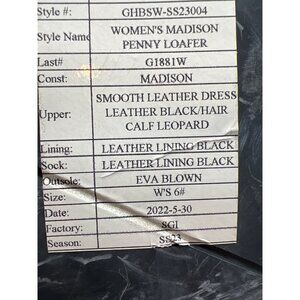 Style #: GHBSW-SS23004
Style Name WOMEN'S MADISON
PENNY LOAFER
Last# G1881W
Const: MADISON
Upper: SMOOTH LEATHER DRESS
LEATHER BLACK/HAIR
CALF LEOPARD
Lining: LEATHER LINING BLACK
Sock: LEATHER LINING BLACK
Outsole: EVA BLOWN
Size: W'S 6#
Date: 2022-5-30
Factory: SGI
Season: SS23